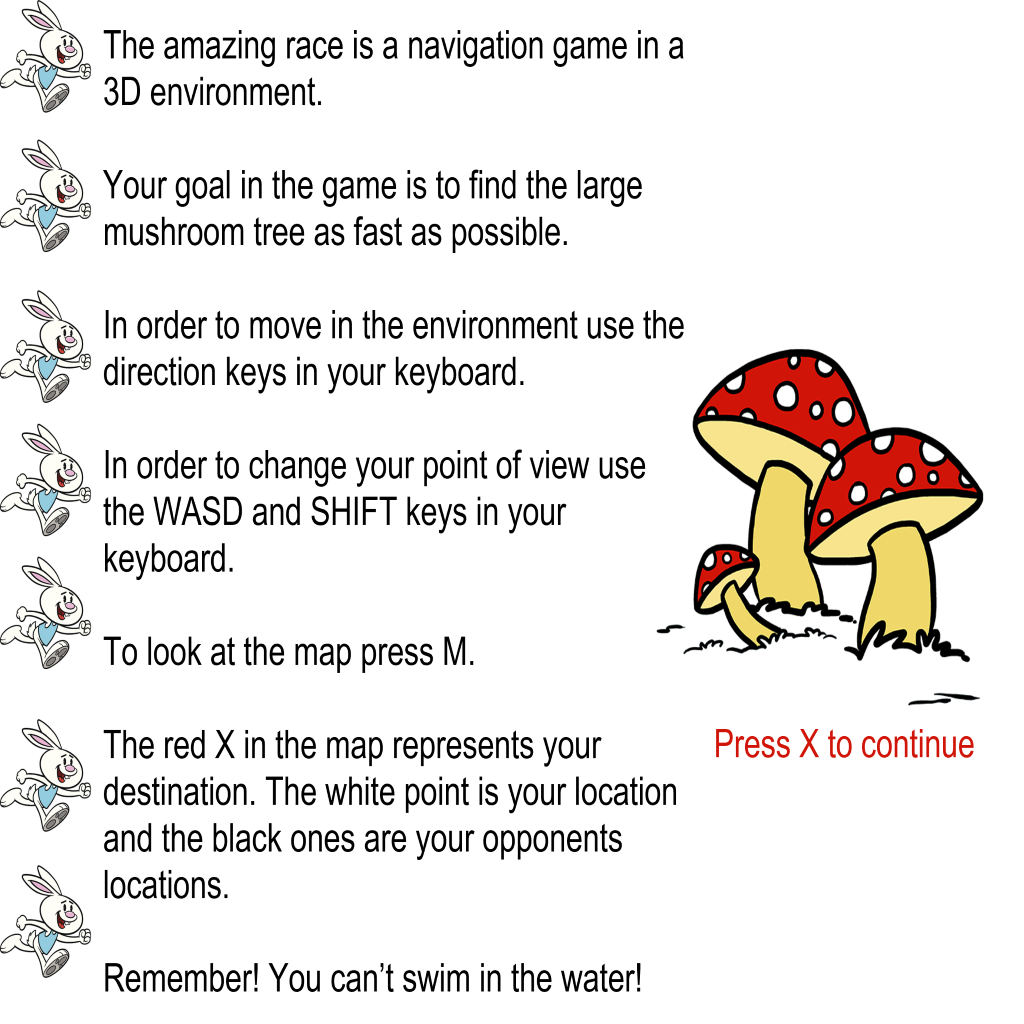 The amazing race is a navigation game in a
3D environment.
Your goal in the game is to find the large
mushroom tree as fast as possible.
In order to move in the environment use the
direction keys in your keyboard.
In order to change your point of view use
the WASD and SHIFT keys in your
keyboard.
To look at the map press M.
The red X in the map represents your
destination. The white point is your location
and the black ones are your opponents
locations.
Remember! You can’t swim in the water!
Press X to continue